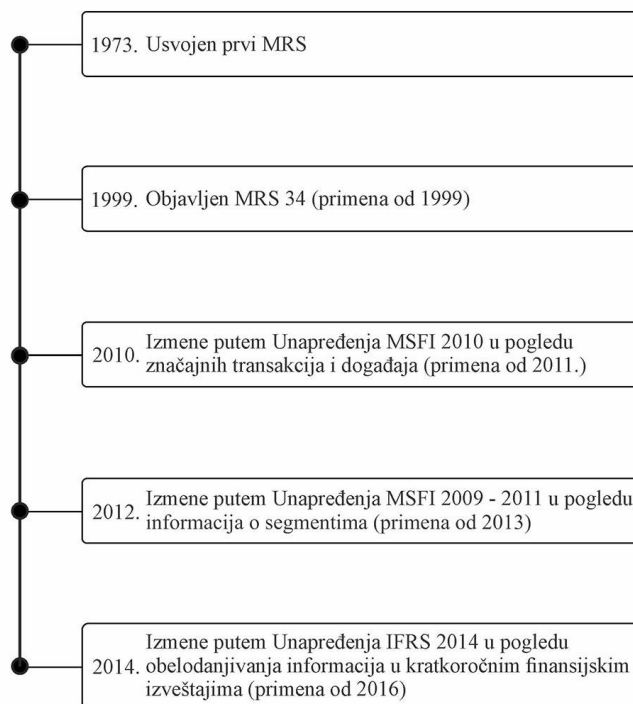 1973. Usvojen prvi MRS
1999. Objavljen MRS 34 (primena od 1999)
2010. Izmene putem Unapređenja MSFI 2010 u pogledu
značajnih transakcija i događaja (primena od 2011.)
2012. Izmene putem Unapređenja MSFI 2009 - 2011 u pogledu
informacija o segmentima (primena od 2013)
2014. Izmene putem Unapređenja IFRS 2014 u pogledu
obelodanjivanja informacija u kratkoročnim finansijskim
izveštajima (primena od 2016)